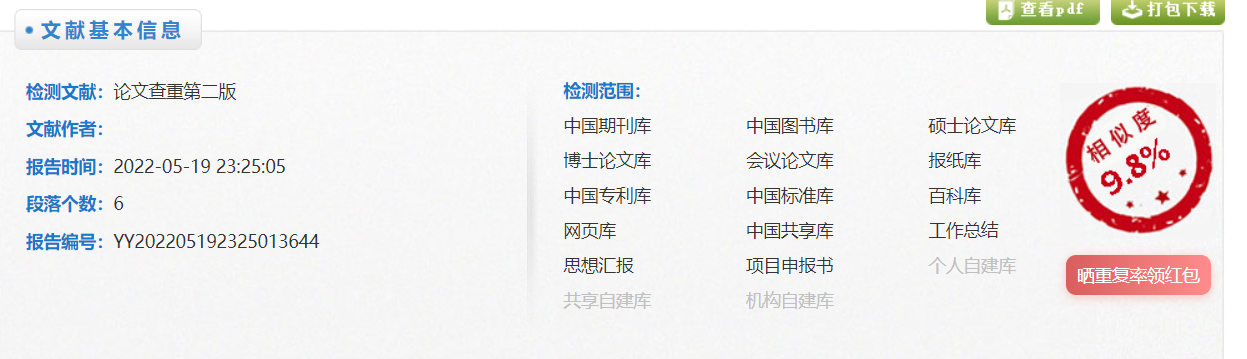 查看pdf 打包下载
文献基本信息
检测文献：论文查重第二版
文献作者：
报告时间：2022-05-19 23:25:05
段落个数：6
报告编号：YY202205192325013644
检测范围：
中国期刊库 中国图书库 硕士论文库
博士论文库 会议论文库 报纸库
中国专利库 中国标准库 百科库
网页库 中国共享库 工作总结
思想汇报 项目申报书 个人自建库
共享自建库 机构自建库
相似度
9.8%
晒重复率领红包